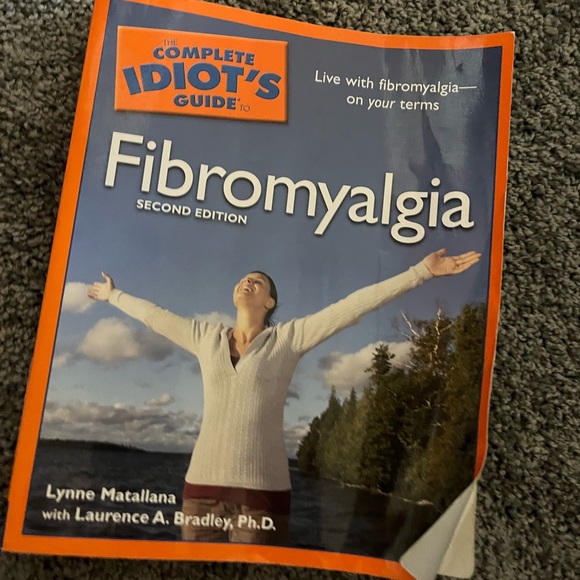 THE
COMPLETE
IDIOT'S
GUIDE® TO
Live with fibromyalgia—
on your terms
Fibromyalgia
SECOND EDITION
Lynne Matallana
with Laurence A. Bradley, Ph.D.